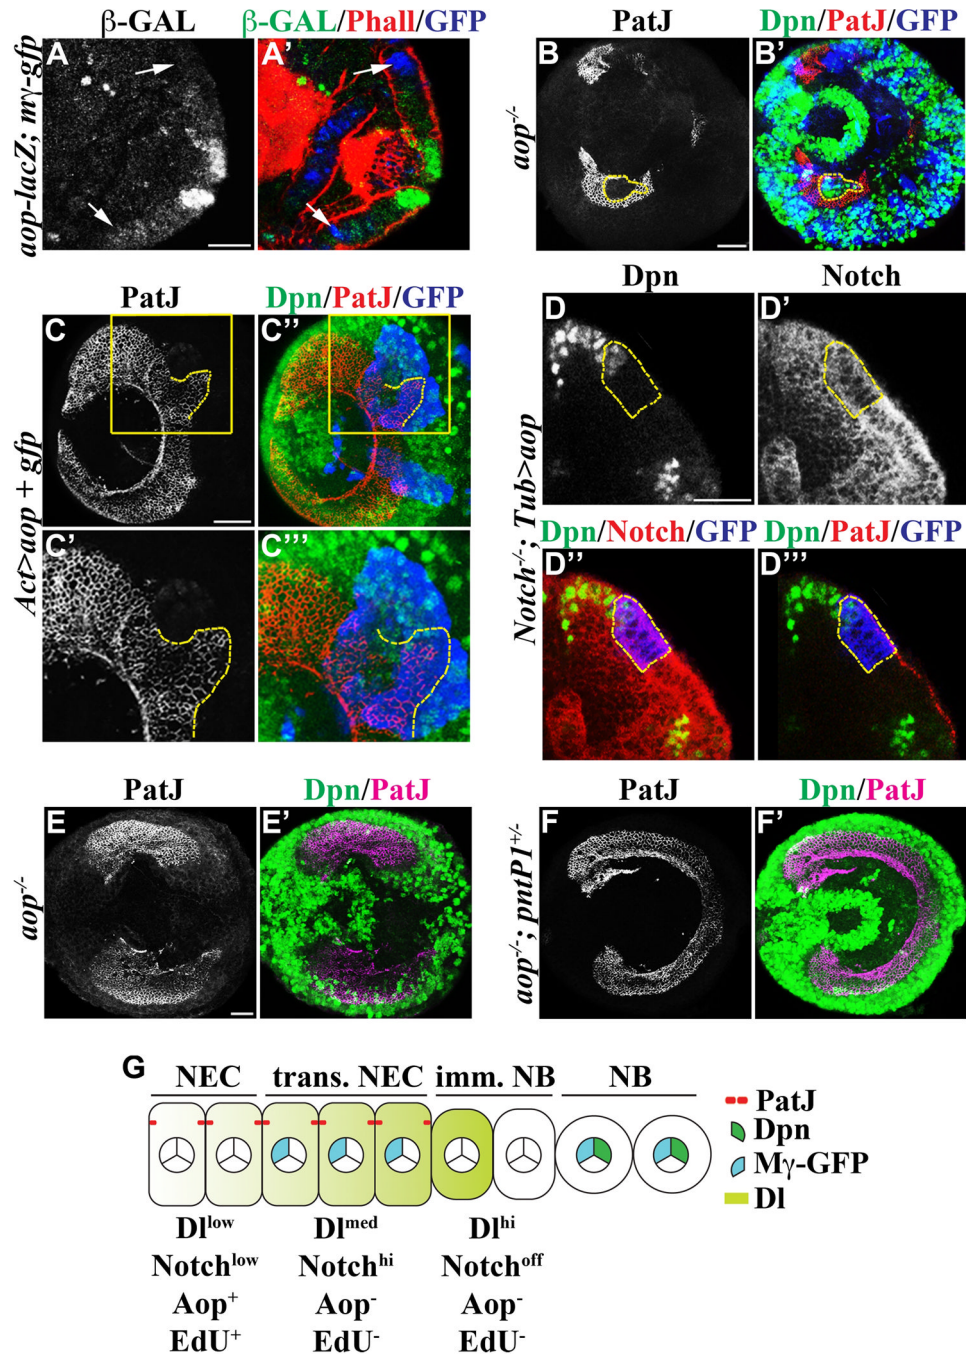 β-GAL
β-GAL/Phall/GFP
aop-lacZ; mγ-gfp
A
A'
PatJ
Dpn/PatJ/GFP
aop-/-
B
B'
PatJ
Dpn/PatJ/GFP
Act>aop + gfp
C
C''
C'
C'''
Dpn
Notch
Notch-/-; Tub>aop
D
D'
Dpn/Notch/GFP
Dpn/PatJ/GFP
D''
D'''
PatJ
Dpn/PatJ
aop-/-
E
E'
PatJ
Dpn/PatJ
aop-/-; pntP1+/-
F
F'
G
NEC
trans. NEC
imm. NB
NB
PatJ
Dpn
Mγ-GFP
Dl
Dllow
Dlmed
Dlhi
Notchlow
Notchhi
Notchoff
Aop+
Aop-
Aop-
EdU+
EdU-
EdU-